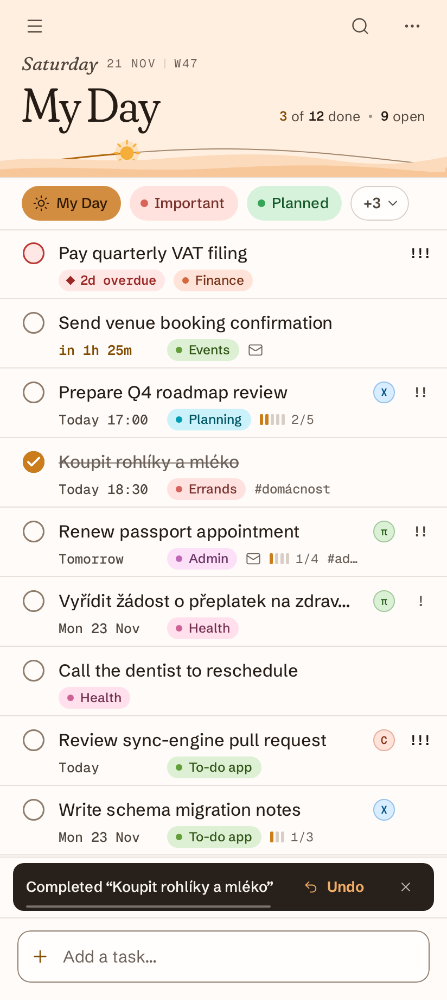 Saturday 21 NOV | W47
My Day
3 of 12 done • 9 open
My Day
Important
Planned
+3
Pay quarterly VAT filing !!!
2d overdue Finance
Send venue booking confirmation
in 1h 25m Events
Prepare Q4 roadmap review X !!
Today 17:00 Planning 2/5
Koupit rohlíky a mléko
Today 18:30 Errands #domácnost
Renew passport appointment π !!
Tomorrow Admin 1/4 #ad…
Vyřídit žádost o přeplatek na zdrav… π !
Mon 23 Nov Health
Call the dentist to reschedule
Health
Review sync-engine pull request C !!!
Today To-do app
Write schema migration notes X
Mon 23 Nov To-do app 1/3
Completed “Koupit rohlíky a mléko” Undo
Add a task…